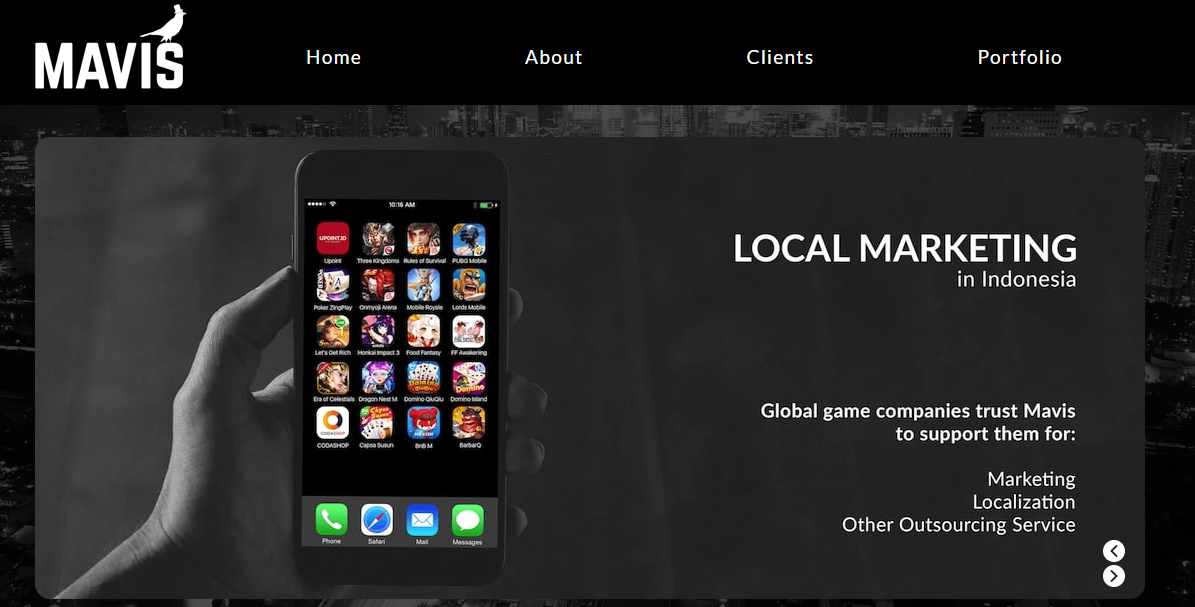 MAVIS
Home
About
Clients
Portfolio
10:16 AM
UPOINT.ID
Upoint
Three Kingdoms
Rules of Survival
PUBG Mobile
Poker ZingPlay
Onmyoji Arena
Mobile Royale
Lords Mobile
Let's Get Rich
Honkai Impact 3
Food Fantasy
FF Awakening
Era of Celestials
Dragon Nest M
Domino QiuQiu
Domino Island
CODASHOP
Capsa Susun
BnB M
BarbarQ
Phone
Safari
Mail
Messages
LOCAL MARKETING
in Indonesia
Global game companies trust Mavis
to support them for:
Marketing
Localization
Other Outsourcing Service